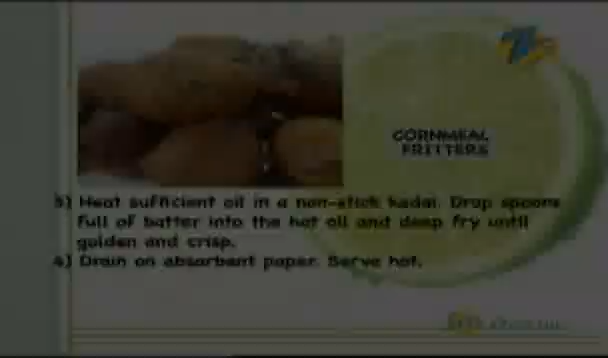 CORNMEAL
FRITTERS
3) Heat sufficient oil in a non-stick kadai. Drop spoons
full of batter into the hot oil and deep fry until
golden and crisp.
4) Drain on absorbent paper. Serve hot.